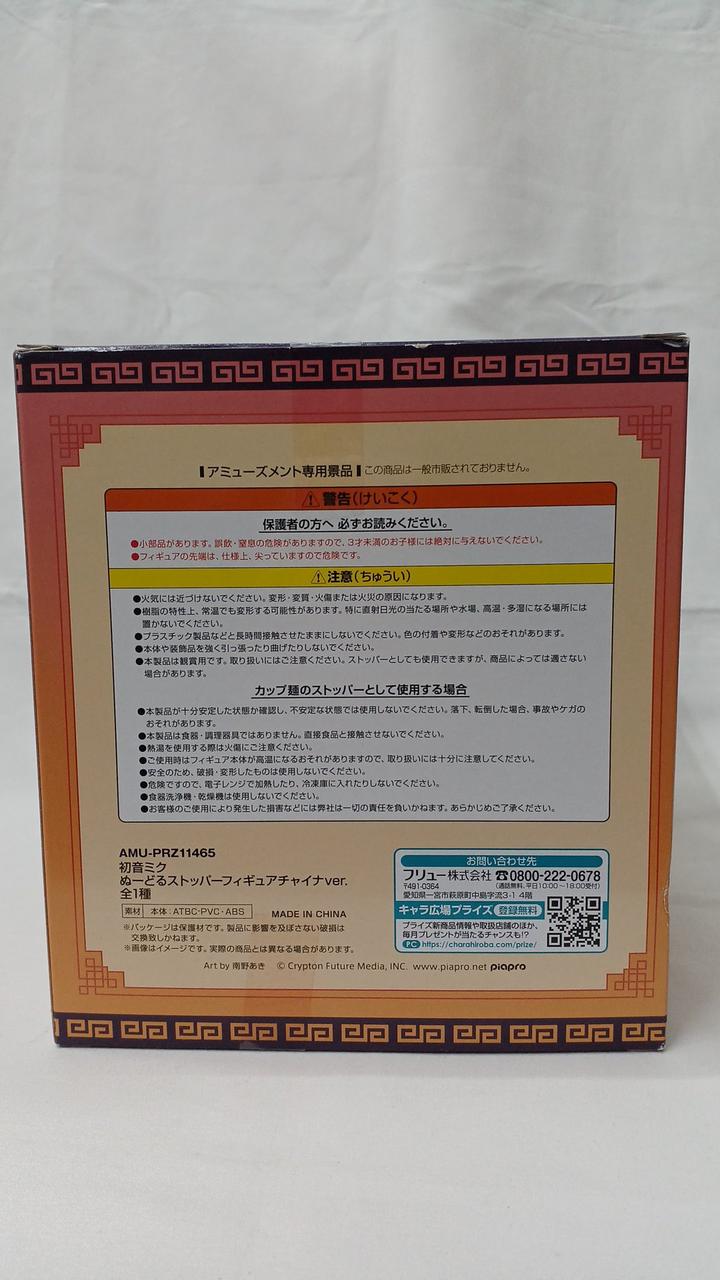 アミューズメント専用景品 この商品は一般市販されておりません。
警告(けいこく)
保護者の方へ 必ずお読みください。
●小部品があります。誤飲・窒息の危険がありますので、3才未満のお子様には絶対に与えないでください。
●フィギュアの先端は、仕様上、尖っていますので危険です。
注意(ちゅうい)
●火気には近づけないでください。変形・変質・火傷または火災の原因になります。
●樹脂の特性上、常温でも変形する可能性があります。特に直射日光の当たる場所や水場、高温・多湿になる場所には
置かないでください。
●プラスチック製品などと長時間接触させたままにしないでください。色の付着や変形などのおそれがあります。
●本体や装飾品を強く引っ張ったり曲げたりしないでください。
●本製品は観賞用です。取り扱いにはご注意ください。ストッパーとしても使用できますが、商品によっては適さない
場合があります。
カップ麺のストッパーとして使用する場合
●本製品が十分安定した状態か確認し、不安定な状態では使用しないでください。落下、転倒した場合、事故やケガの
おそれがあります。
●本製品は食器・調理器具ではありません。直接食品と接触させないでください。
●熱湯を使用する際は火傷にご注意ください。
●ご使用時はフィギュア本体が高温になるおそれがありますので、取り扱いには十分に注意してください。
●安全のため、破損・変形したものは使用しないでください。
●危険ですので、電子レンジで加熱したり、冷凍庫に入れたりしないでください。
●食器洗浄機・乾燥機は使用しないでください。
●お客様のご使用により発生した損害などには弊社は一切の責任を負いかねます。あらかじめご了承ください。
AMU-PRZ11465
初音ミク
ぬーどるストッパーフィギュアチャイナver.
全1種
素材 本体:ATBC-PVC・ABS MADE IN CHINA
※パッケージは保護材です。製品に影響を及ぼさない破損は
交換致しかねます。
※画像はイメージです。実際の商品とは異なる場合があります。
お問い合わせ先
フリュー株式会社 ☎0800-222-0678
〒491-0364 (通話無料、平日10:00～18:00受付)
愛知県一宮市萩原町中島字流3-1 4階
キャラ広場プライズ 登録無料
プライズ新商品情報や取扱店舗のほか、
毎月プレゼントが当たるチャンスも!?
PC https://charahiroba.com/prize/
Art by 南野あき © Crypton Future Media, INC. www.piapro.net piapro